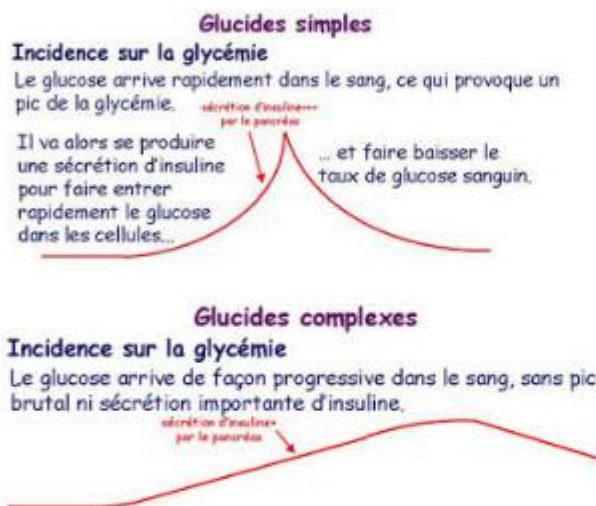 Glucides simples
Incidence sur la glycémie
Le glucose arrive rapidement dans le sang, ce qui provoque un
pic de la glycémie.
sécrétion d'insuline+++
par le pancréas
Il va alors se produire
une sécrétion d'insuline
pour faire entrer
rapidement le glucose
dans les cellules...
... et faire baisser le
taux de glucose sanguin.
Glucides complexes
Incidence sur la glycémie
Le glucose arrive de façon progressive dans le sang, sans pic
brutal ni sécrétion importante d'insuline.
sécrétion d'insuline+
par le pancréas